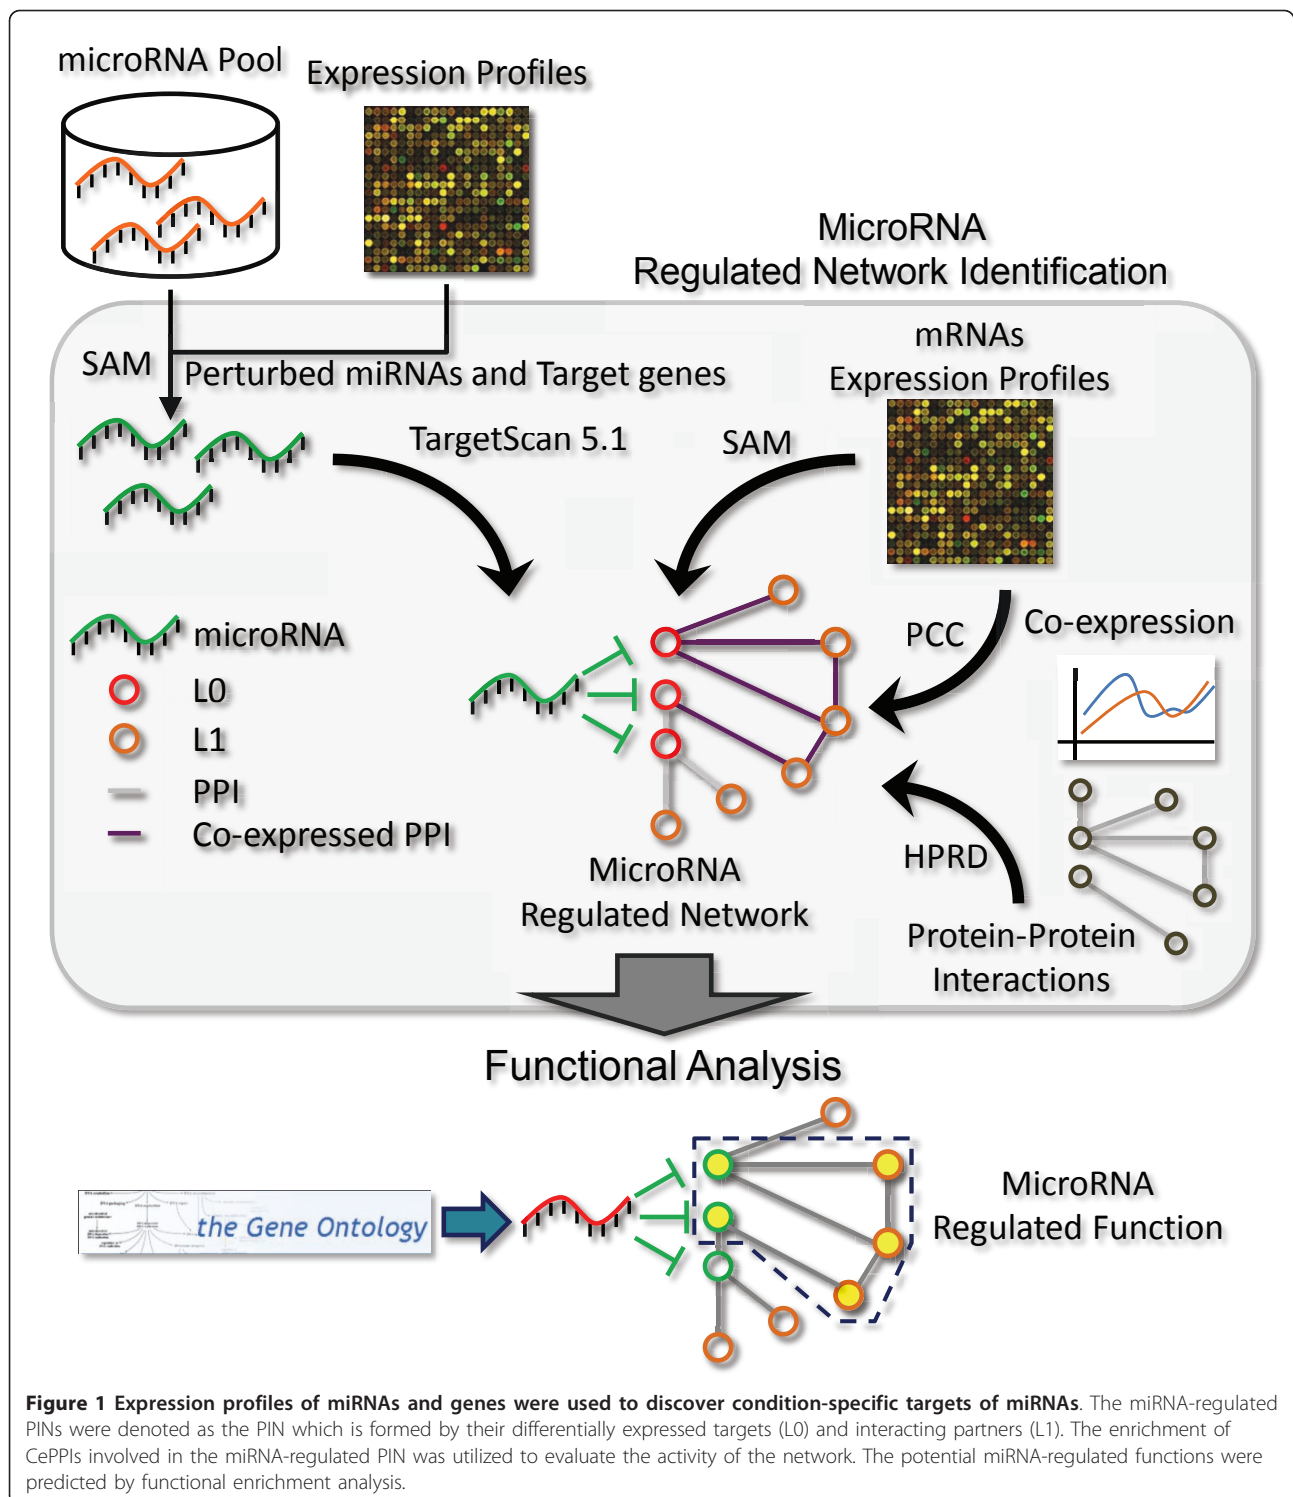 microRNA Pool
Expression Profiles
MicroRNA
Regulated Network Identification
SAM
Perturbed miRNAs and Target genes
mRNAs
Expression Profiles
TargetScan 5.1
SAM
microRNA
L0
L1
PPI
Co-expressed PPI
PCC
Co-expression
HPRD
MicroRNA
Regulated Network
Protein-Protein
Interactions
Functional Analysis
the Gene Ontology
MicroRNA
Regulated Function
Figure 1 Expression profiles of miRNAs and genes were used to discover condition-specific targets of miRNAs. The miRNA-regulated
PINs were denoted as the PIN which is formed by their differentially expressed targets (L0) and interacting partners (L1). The enrichment of
CePPIs involved in the miRNA-regulated PIN was utilized to evaluate the activity of the network. The potential miRNA-regulated functions were
predicted by functional enrichment analysis.